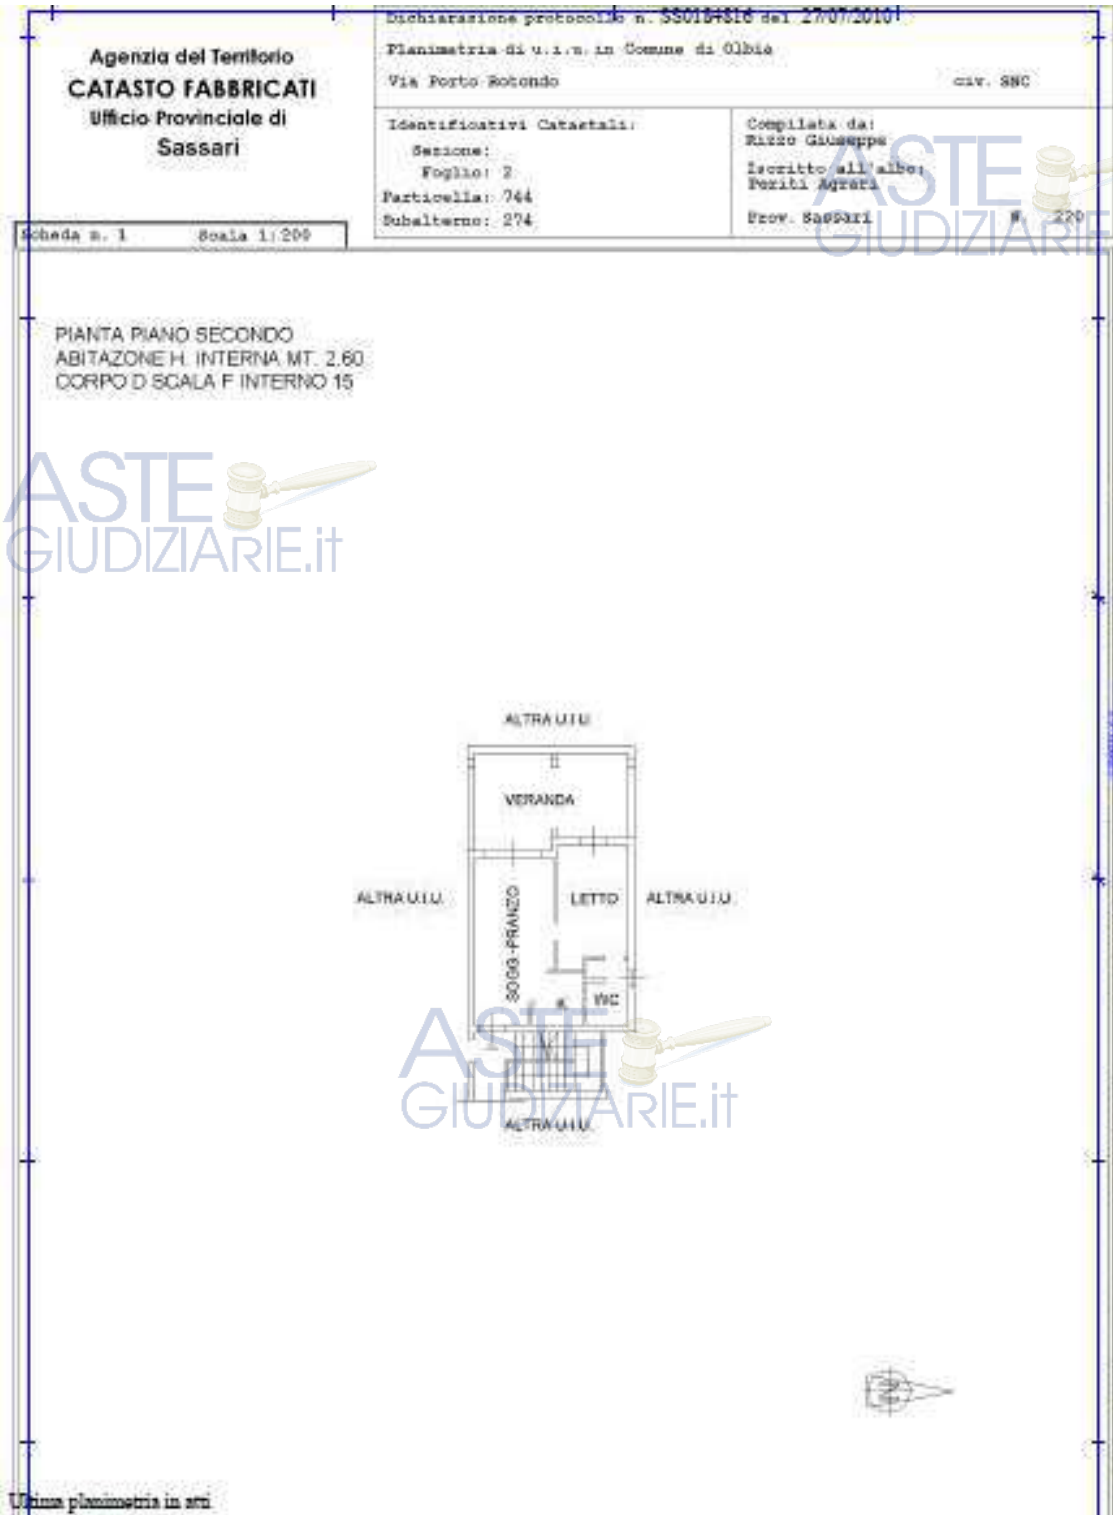 Agenzia del Territorio
CATASTO FABBRICATI
Ufficio Provinciale di
Sassari
Dichiarazione protocollo n. SS0184816 del 27/07/2010
Planimetria di u.i.u. in Comune di Olbia
Via Porto Rotondo civ. SNC
Identificativi Catastali:
Sezione:
Foglio: 2
Particella: 744
Subalterno: 274
Compilata da:
Rizzo Giuseppe
Iscritto all'albo:
Periti Agrari
Prov. Sassari N. 220
Scheda n. 1 Scala 1:200
ASTE
GIUDIZIARIE
PIANTA PIANO SECONDO
ABITAZONE H. INTERNA MT. 2.60
CORPO D SCALA F INTERNO 15
ASTE
GIUDIZIARIE.it
ALTRA U.I.U.
VERANDA
ALTRA U.I.U.
SOGG.-PRANZO
LETTO
ALTRA U.I.U.
K
WC
ASTE
GIUDIZIARIE.it
ALTRA U.I.U.
N
Ultima planimetria in atti